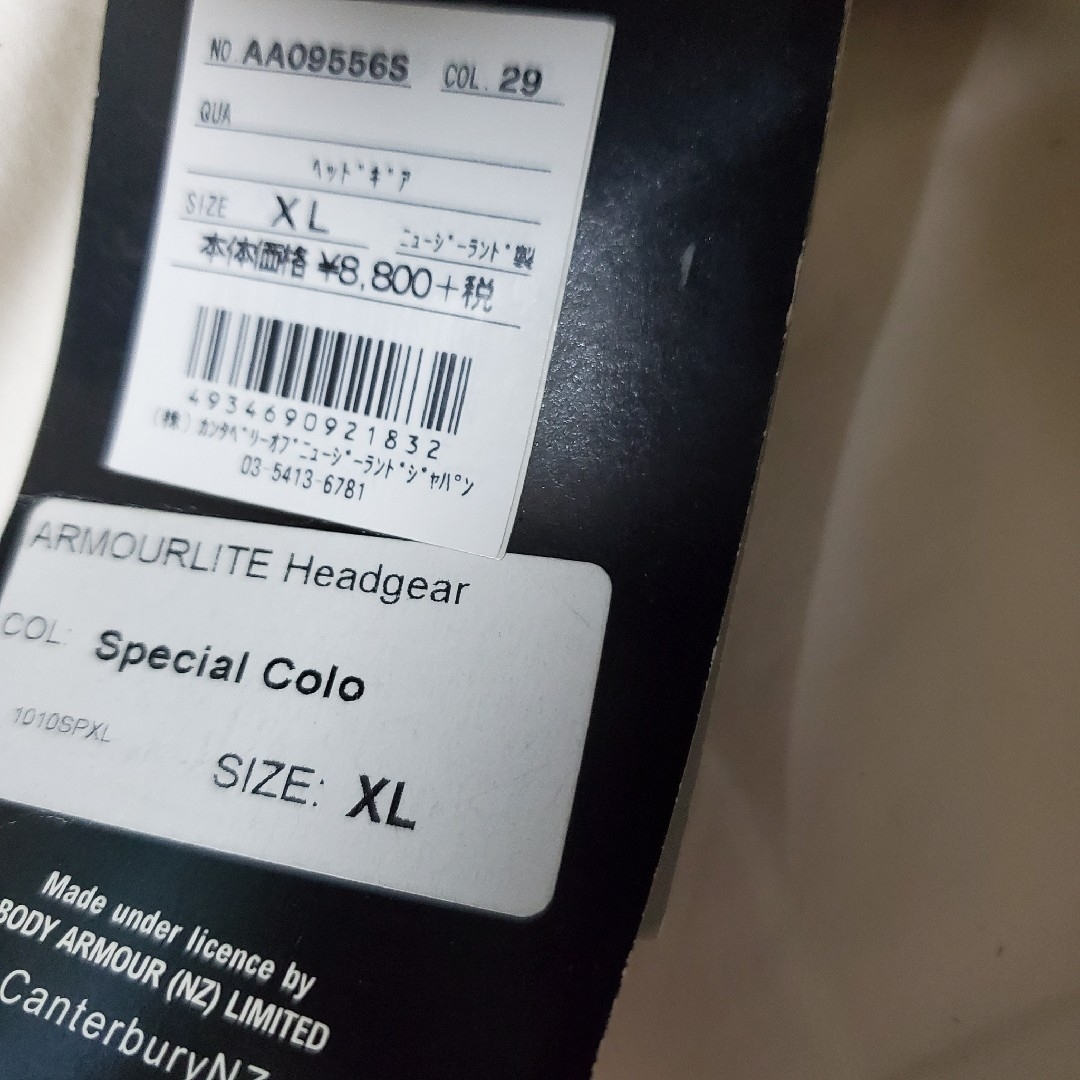 NO. AA09556S COL. 29
QUA
ﾍｯﾄﾞｷﾞｱ
SIZE XL ﾆｭｰｼﾞｰﾗﾝﾄﾞ製
本体価格 ¥8,800+税
4934690921832
(株)ｶﾝﾀﾍﾞﾘｰｵﾌﾞﾆｭｰｼﾞｰﾗﾝﾄﾞｼﾞｬﾊﾟﾝ
03-5413-6781
ARMOURLITE Headgear
COL: Special Colo
1010SPXL
SIZE: XL
Made under licence by
BODY ARMOUR (NZ) LIMITED
CanterburyNZ